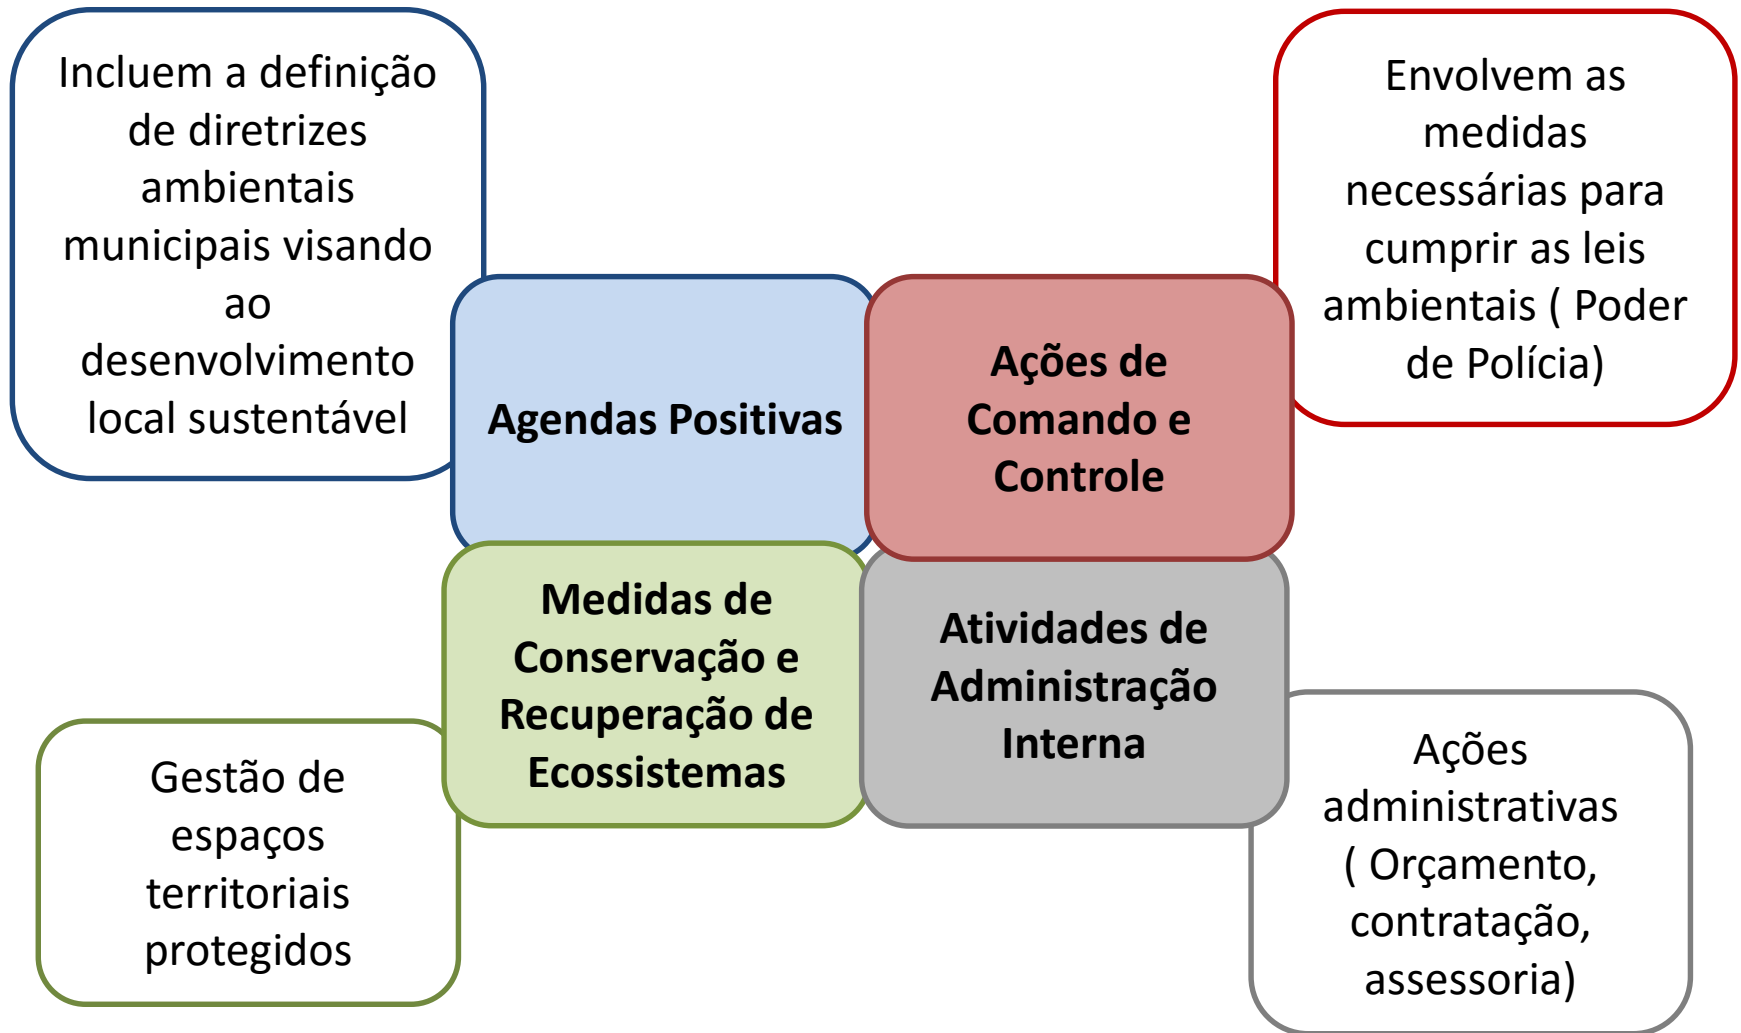 Incluem a definição
de diretrizes
ambientais
municipais visando
ao
desenvolvimento
local sustentável
Envolvem as
medidas
necessárias para
cumprir as leis
ambientais ( Poder
de Polícia)
Agendas Positivas
Ações de
Comando e
Controle
Medidas de
Conservação e
Recuperação de
Ecossistemas
Atividades de
Administração
Interna
Gestão de
espaços
territoriais
protegidos
Ações
administrativas
( Orçamento,
contratação,
assessoria)